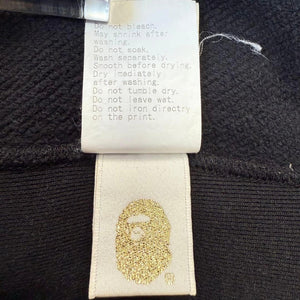 Do not bleach.
May shrink after
washing.
Do not soak.
Wash separately.
Smooth before drying.
Dry immediately
after washing.
Do not tumble dry.
Do not leave wet.
Do not iron directly
on the print.
®